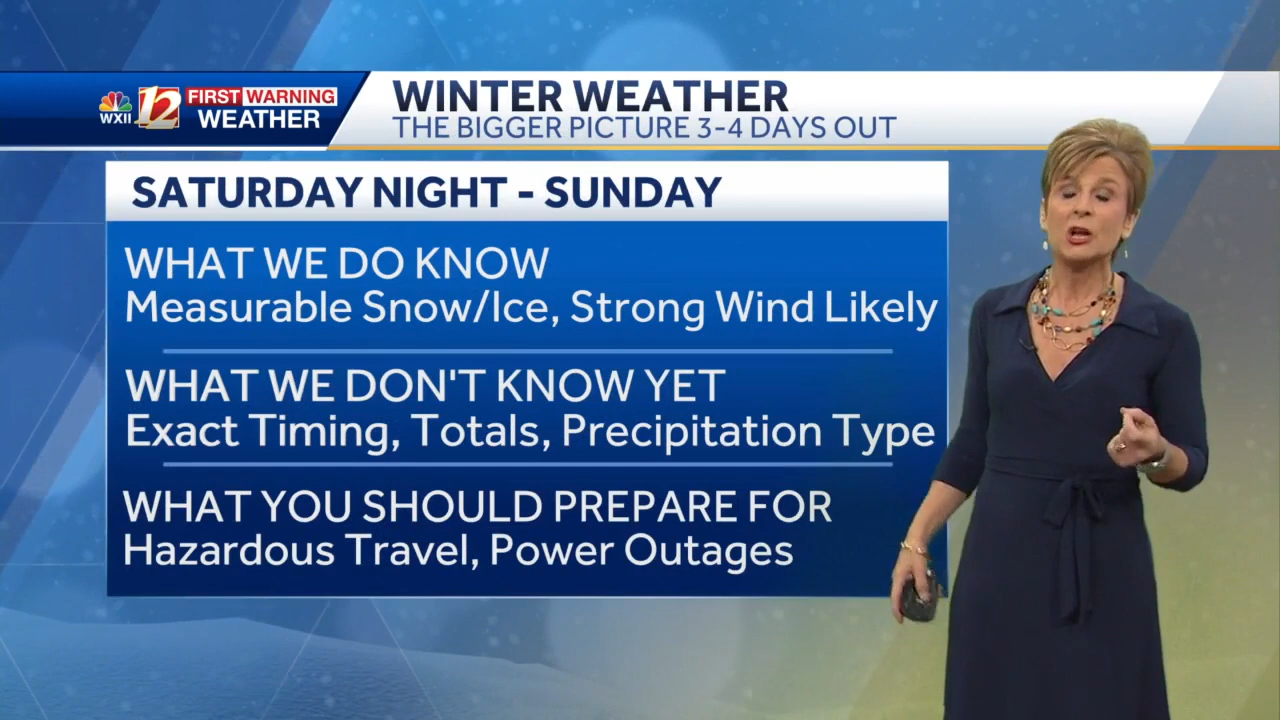 WXII 12 FIRST WARNING
WEATHER
WINTER WEATHER
THE BIGGER PICTURE 3-4 DAYS OUT
SATURDAY NIGHT - SUNDAY
WHAT WE DO KNOW
Measurable Snow/Ice, Strong Wind Likely
WHAT WE DON'T KNOW YET
Exact Timing, Totals, Precipitation Type
WHAT YOU SHOULD PREPARE FOR
Hazardous Travel, Power Outages